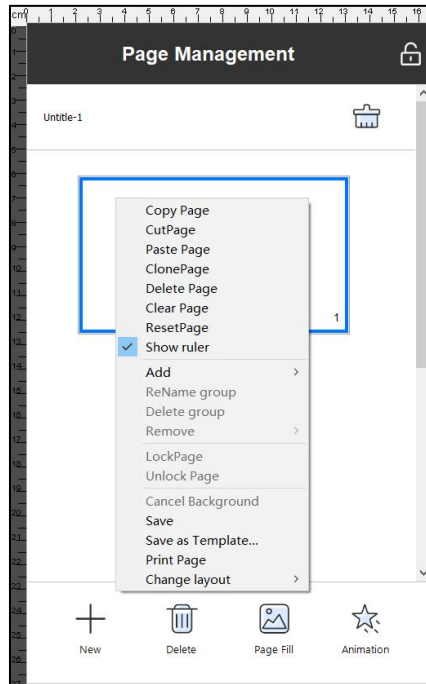 cm 0 1 2 3 4 5 6 7 8 9 10 11 12 13 14 15 16
Page Management
Untitle-1
1
Copy Page
CutPage
Paste Page
ClonePage
Delete Page
Clear Page
ResetPage
Show ruler
Add
ReName group
Delete group
Remove
LockPage
Unlock Page
Cancel Background
Save
Save as Template...
Print Page
Change layout
New Delete Page Fill Animation